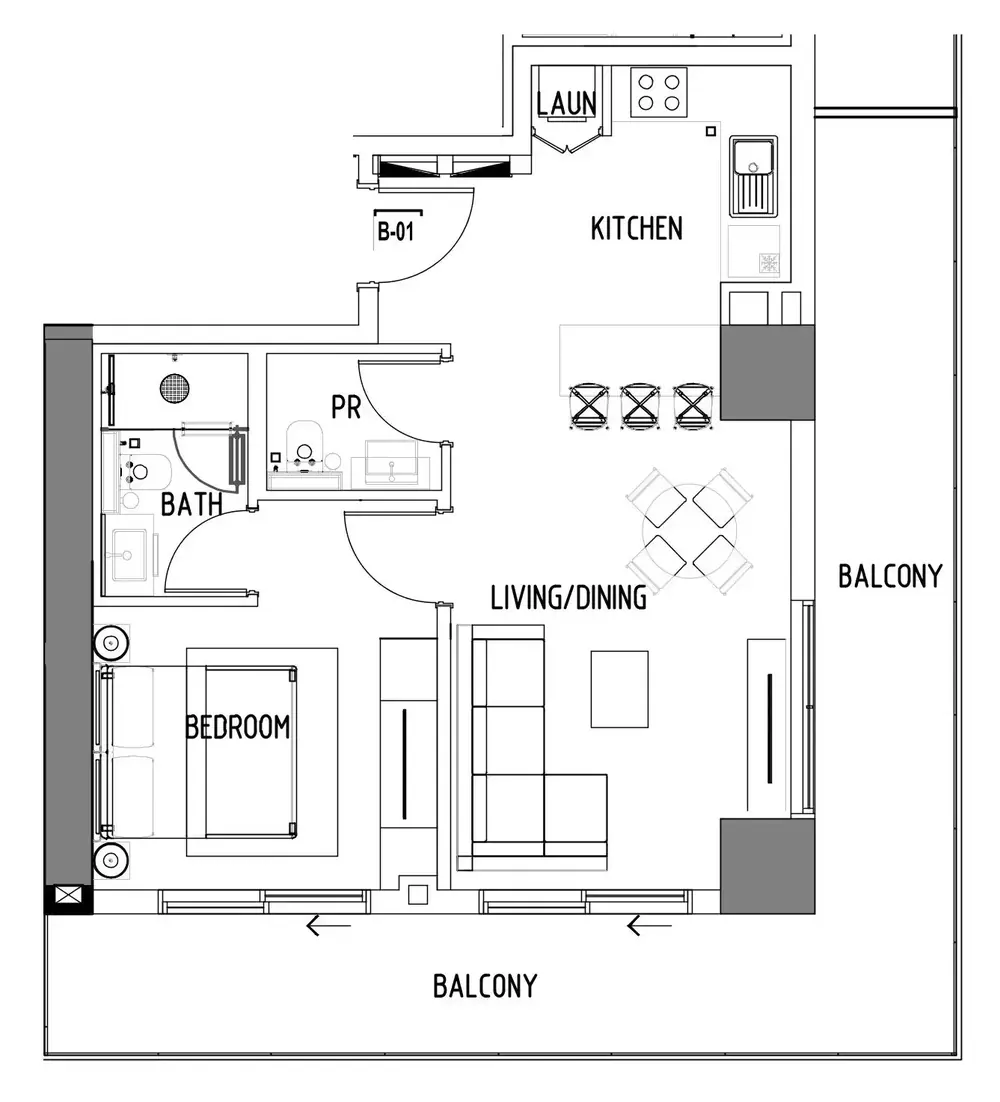 LAUN
KITCHEN
B-01
PR
BATH
BALCONY
LIVING/DINING
BEDROOM
BALCONY